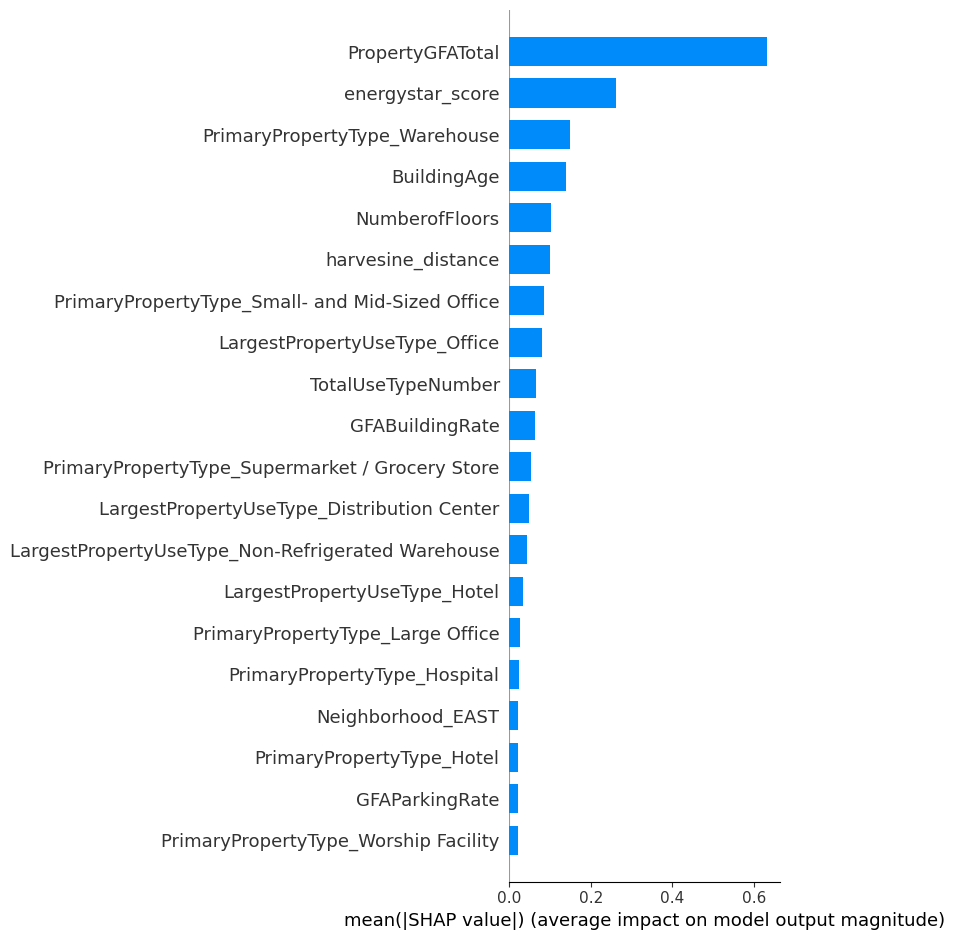 PropertyGFATotal
energystar_score
PrimaryPropertyType_Warehouse
BuildingAge
NumberofFloors
harvesine_distance
PrimaryPropertyType_Small- and Mid-Sized Office
LargestPropertyUseType_Office
TotalUseTypeNumber
GFABuildingRate
PrimaryPropertyType_Supermarket / Grocery Store
LargestPropertyUseType_Distribution Center
LargestPropertyUseType_Non-Refrigerated Warehouse
LargestPropertyUseType_Hotel
PrimaryPropertyType_Large Office
PrimaryPropertyType_Hospital
Neighborhood_EAST
PrimaryPropertyType_Hotel
GFAParkingRate
PrimaryPropertyType_Worship Facility
0.0 0.2 0.4 0.6
mean(|SHAP value|) (average impact on model output magnitude)